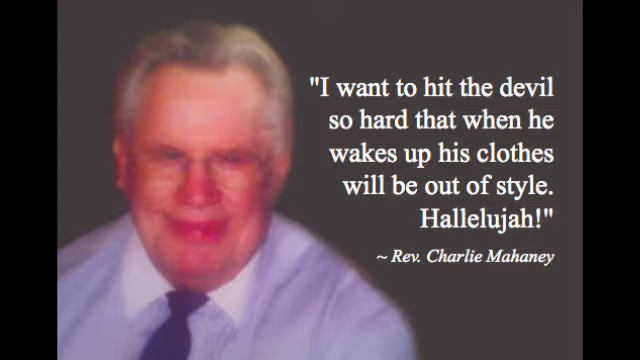 "I want to hit the devil
so hard that when he
wakes up his clothes
will be out of style.
Hallelujah!"
~ Rev. Charlie Mahaney